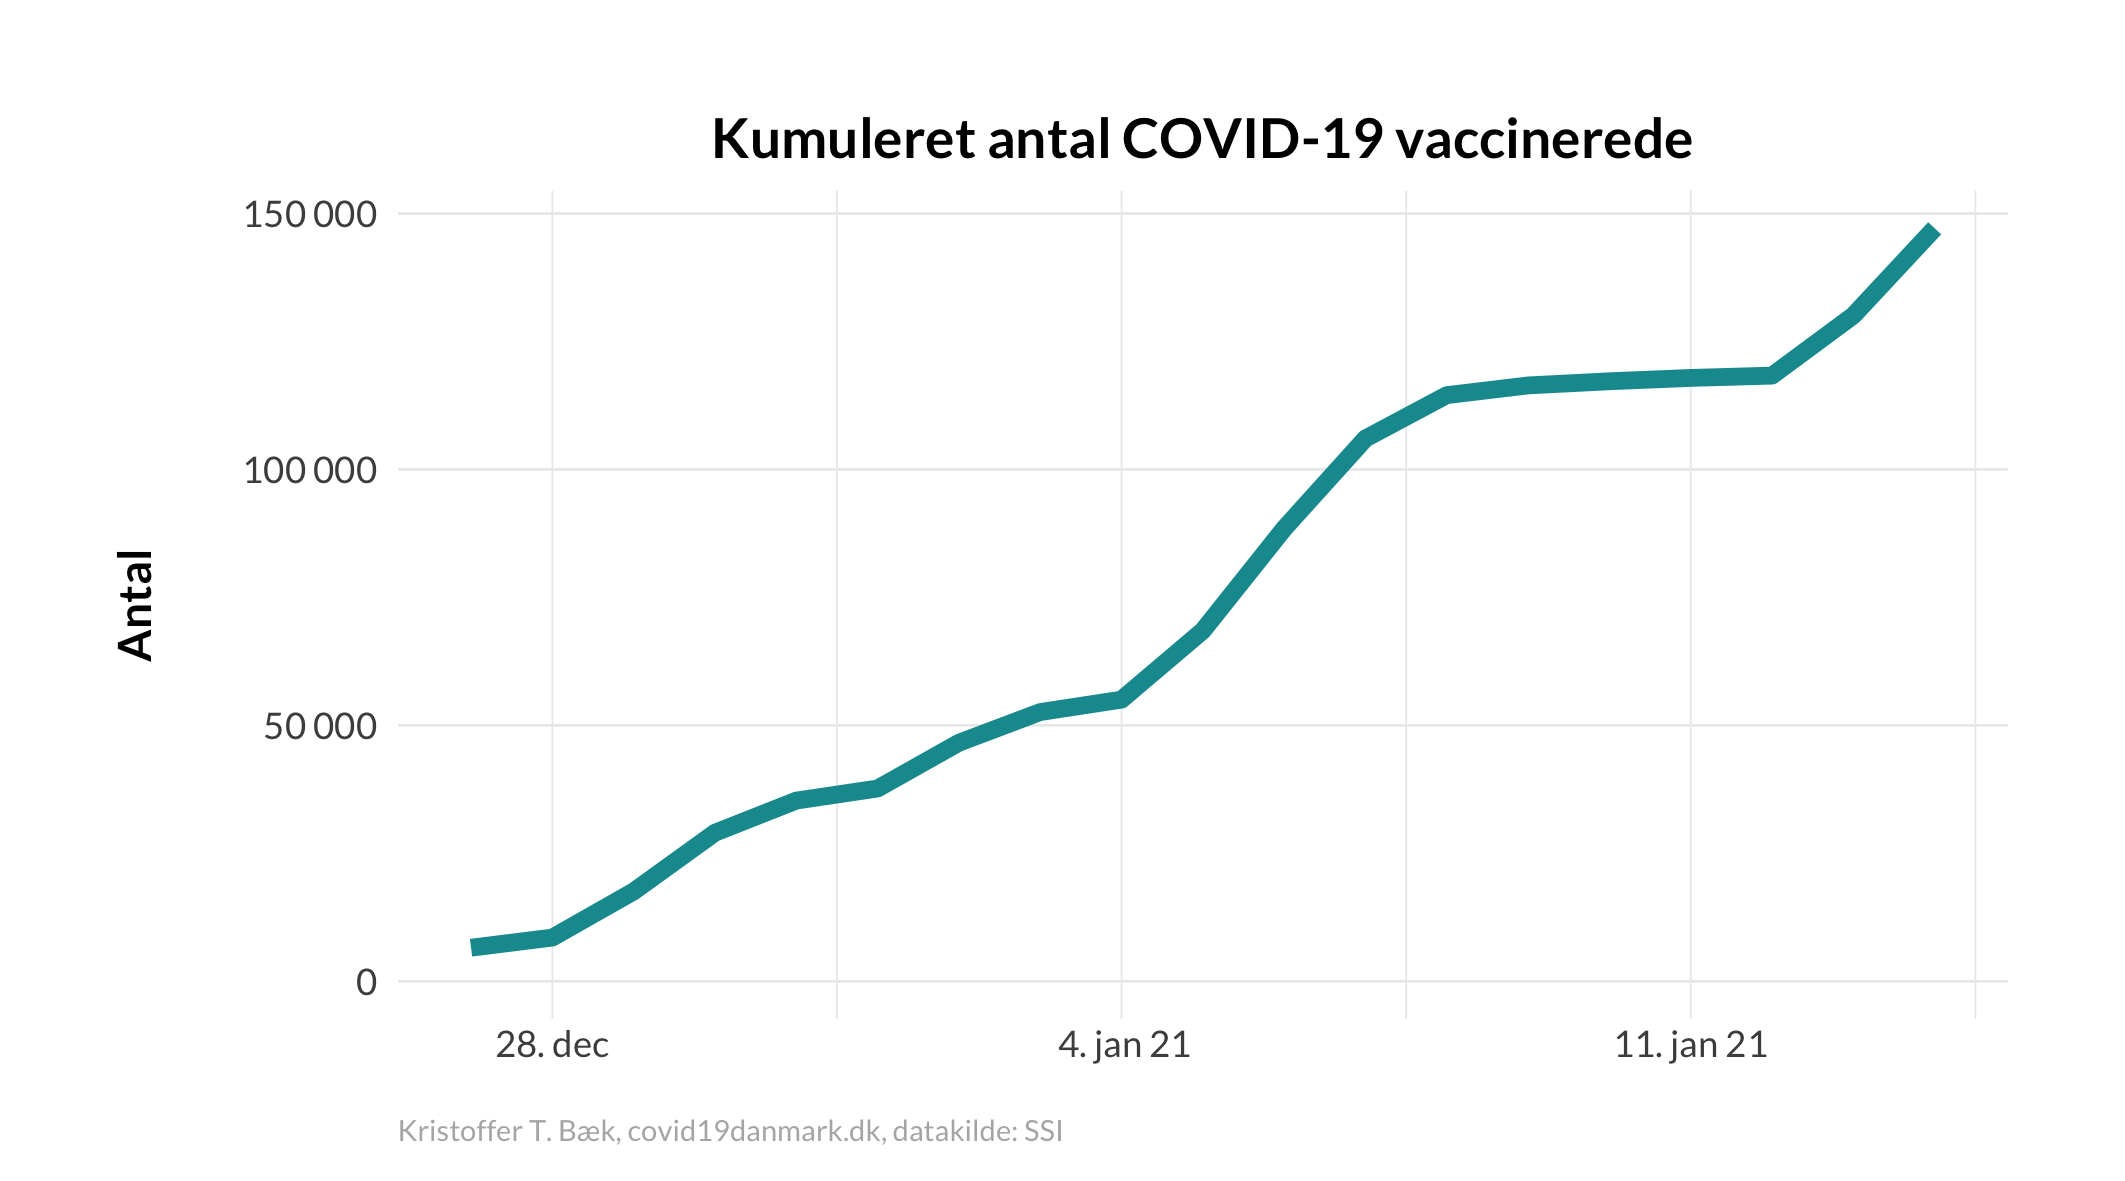 Kumuleret antal COVID-19 vaccinerede
150 000
100 000
50 000
0
Antal
28. dec
4. jan 21
11. jan 21
Kristoffer T. Bæk, covid19danmark.dk, datakilde: SSI